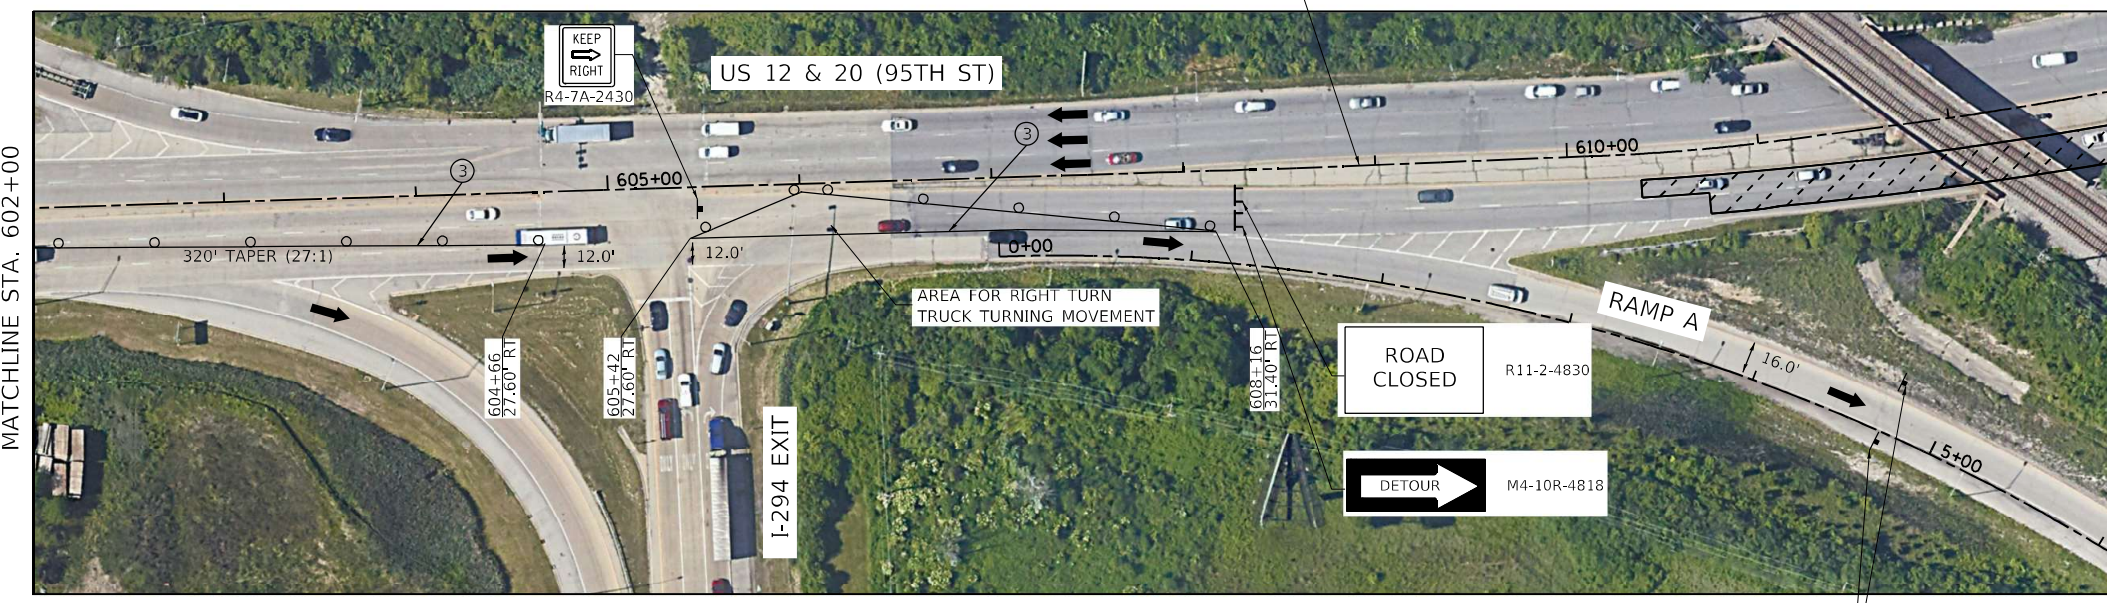 MATCHLINE STA. 602+00
KEEP
RIGHT
R4-7A-2430
US 12 & 20 (95TH ST)
3
3
605+00
610+00
320' TAPER (27:1)
12.0'
12.0'
0+00
AREA FOR RIGHT TURN
TRUCK TURNING MOVEMENT
604+66
27.60' RT
605+42
27.60' RT
608+16
31.40' RT
I-294 EXIT
RAMP A
16.0'
5+00
ROAD
CLOSED
R11-2-4830
DETOUR
M4-10R-4818